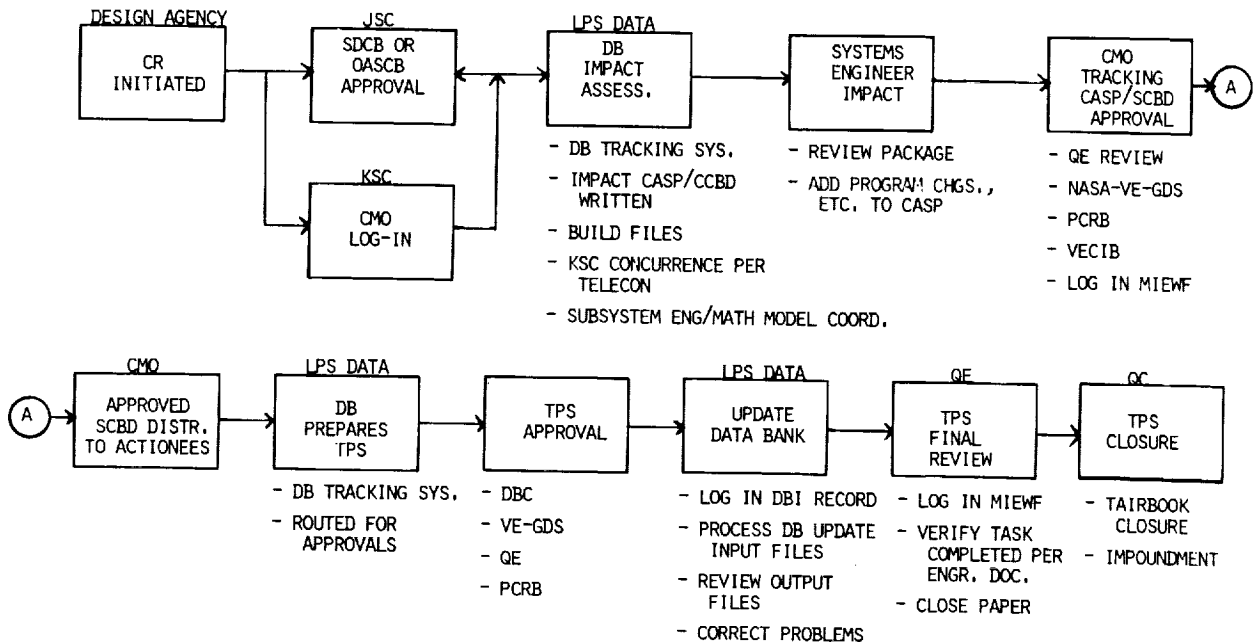 DESIGN AGENCY
CR
INITIATED
JSC
SDCB OR
OASCB
APPROVAL
KSC
CMO
LOG-IN
LPS DATA
DB
IMPACT
ASSESS.
- DB TRACKING SYS.
- IMPACT CASP/CCBD
WRITTEN
- BUILD FILES
- KSC CONCURRENCE PER
TELECON
- SUBSYSTEM ENG/MATH MODEL COORD.
SYSTEMS
ENGINEER
IMPACT
- REVIEW PACKAGE
- ADD PROGRAM CHGS.,
ETC. TO CASP
CMO
TRACKING
CASP/SCBD
APPROVAL
- QE REVIEW
- NASA-VE-GDS
- PCRB
- VECIB
- LOG IN MIEWF
A
A
CMO
APPROVED
SCBD DISTR.
TO ACTIONEES
LPS DATA
DB
PREPARES
TPS
- DB TRACKING SYS.
- ROUTED FOR
APPROVALS
TPS
APPROVAL
- DBC
- VE-GDS
- QE
- PCRB
LPS DATA
UPDATE
DATA BANK
- LOG IN DBI RECORD
- PROCESS DB UPDATE
INPUT FILES
- REVIEW OUTPUT
FILES
- CORRECT PROBLEMS
QE
TPS
FINAL
REVIEW
- LOG IN MIEWF
- VERIFY TASK
COMPLETED PER
ENGR. DOC.
- CLOSE PAPER
QC
TPS
CLOSURE
- TAIRBOOK
CLOSURE
- IMPOUNDMENT